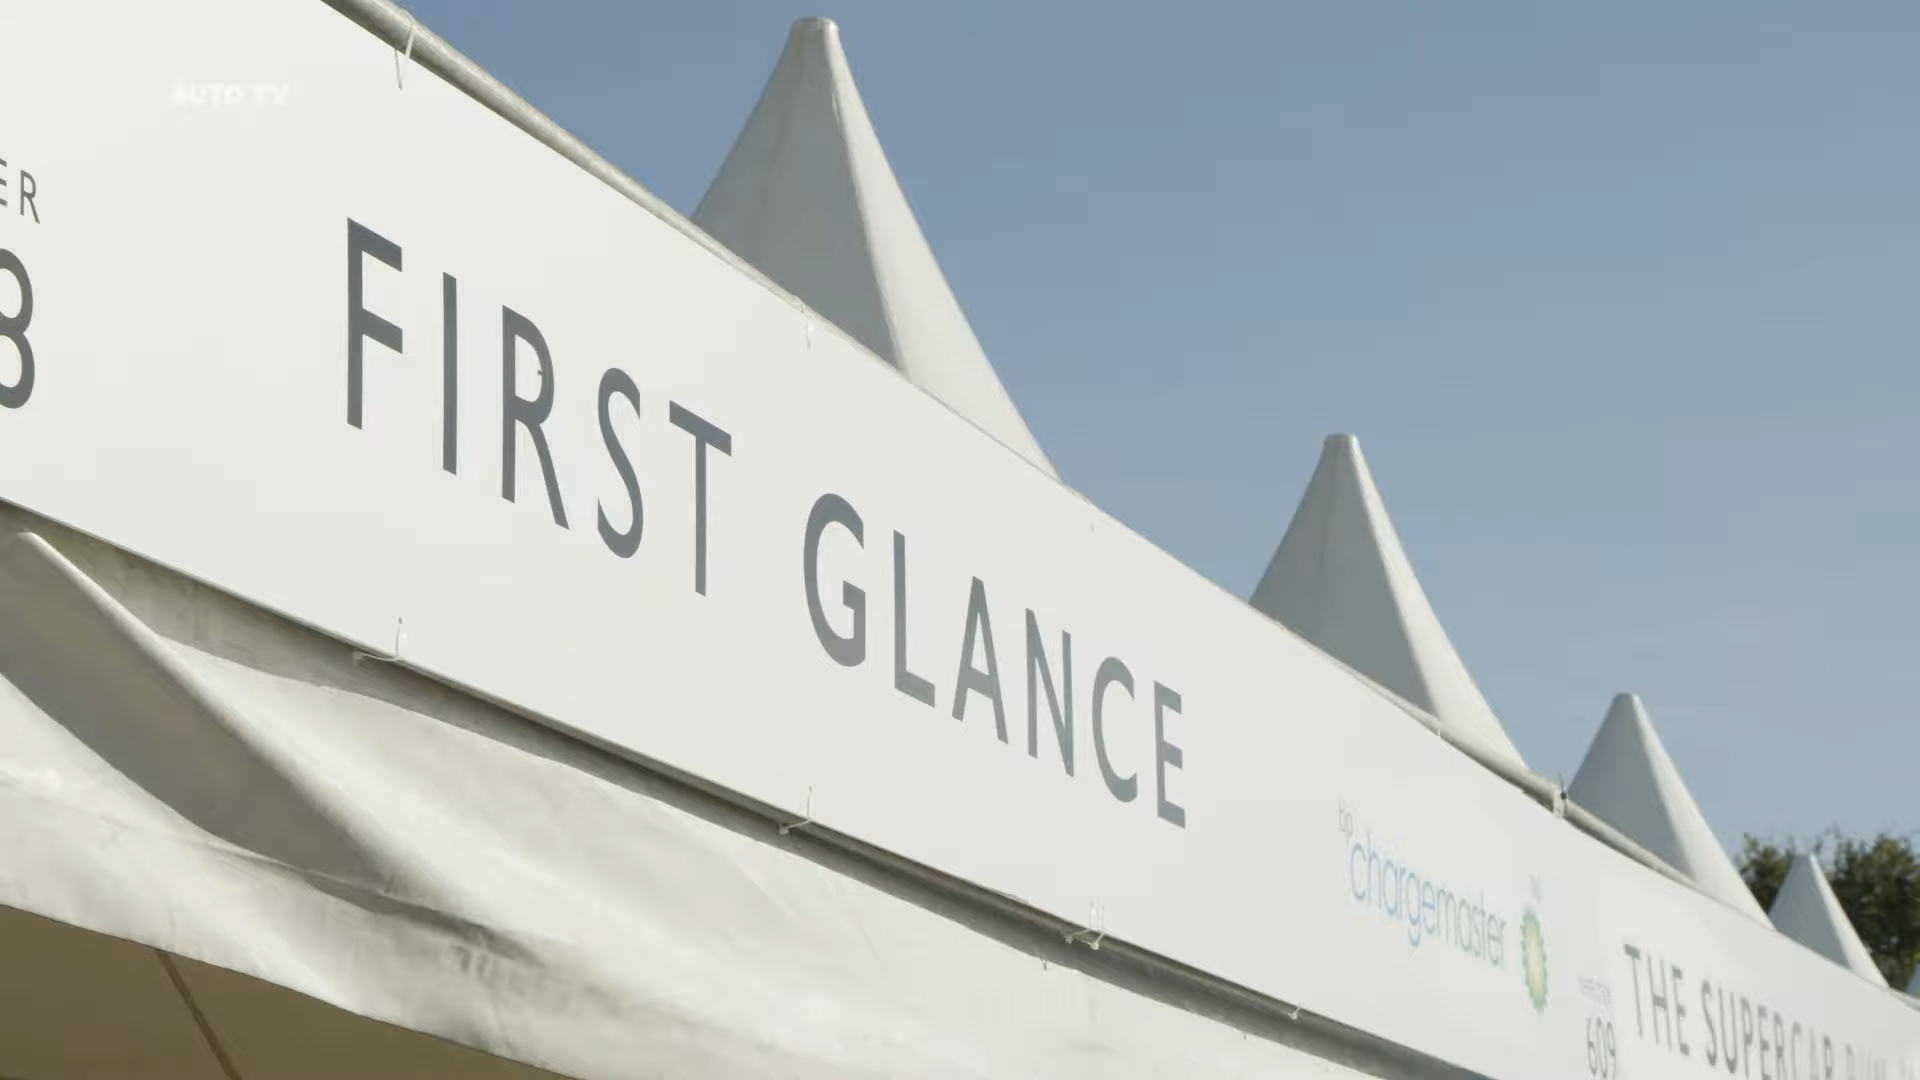 AUTO TV
ER
8
FIRST GLANCE
bp
chargemaster
609
THE SUPERCAR